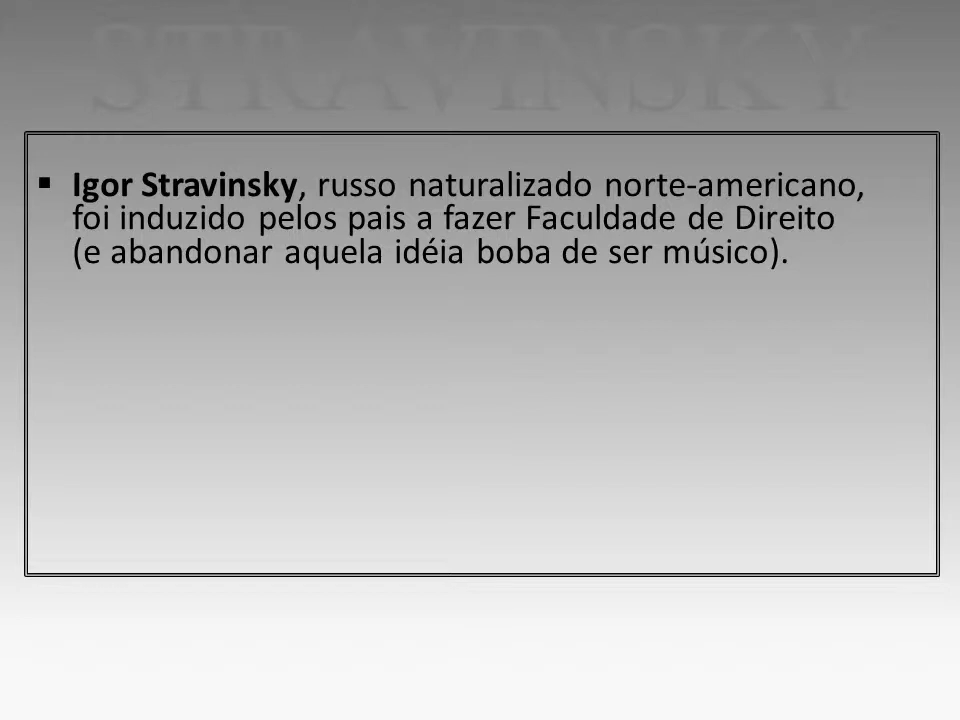 STRAVINSKY
▪ Igor Stravinsky, russo naturalizado norte-americano,
foi induzido pelos pais a fazer Faculdade de Direito
(e abandonar aquela idéia boba de ser músico).